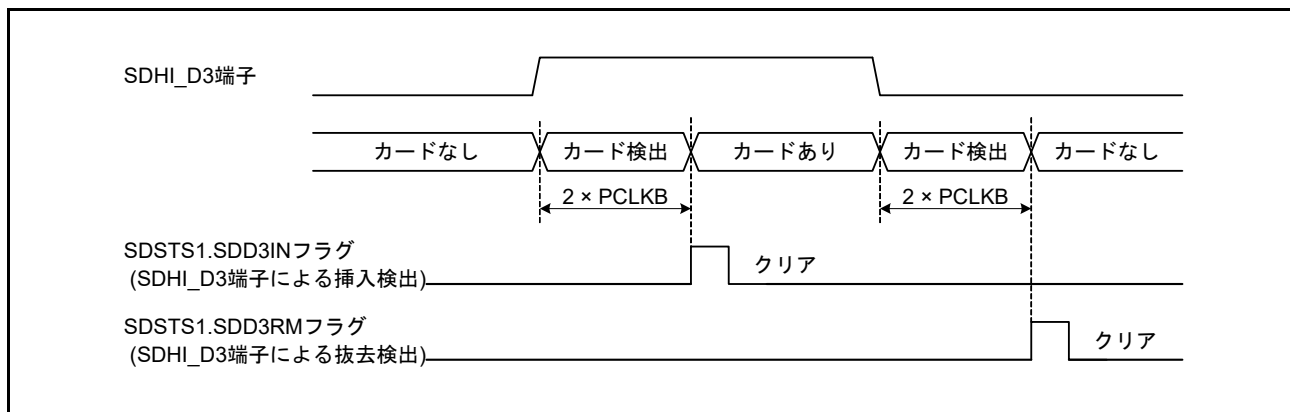 SDHI_D3端子
カードなし カード検出 カードあり カード検出 カードなし
2 × PCLKB 2 × PCLKB
SDSTS1.SDD3INフラグ
(SDHI_D3端子による挿入検出)
クリア
SDSTS1.SDD3RMフラグ
(SDHI_D3端子による抜去検出)
クリア